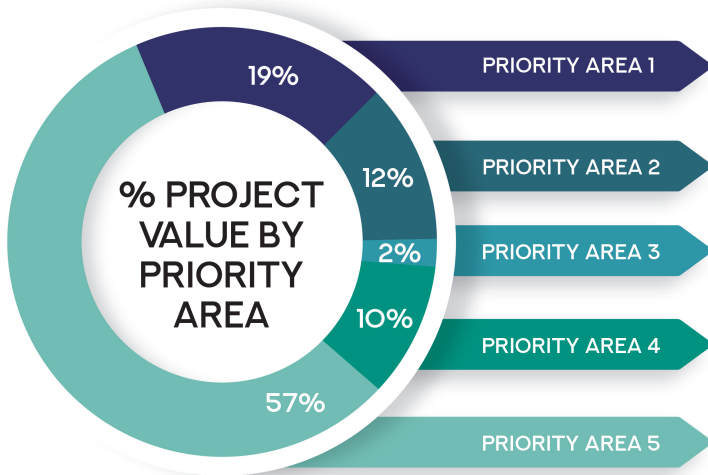 19%
PRIORITY AREA 1
12%
PRIORITY AREA 2
% PROJECT
VALUE BY
PRIORITY
AREA
2%
PRIORITY AREA 3
10%
PRIORITY AREA 4
57%
PRIORITY AREA 5